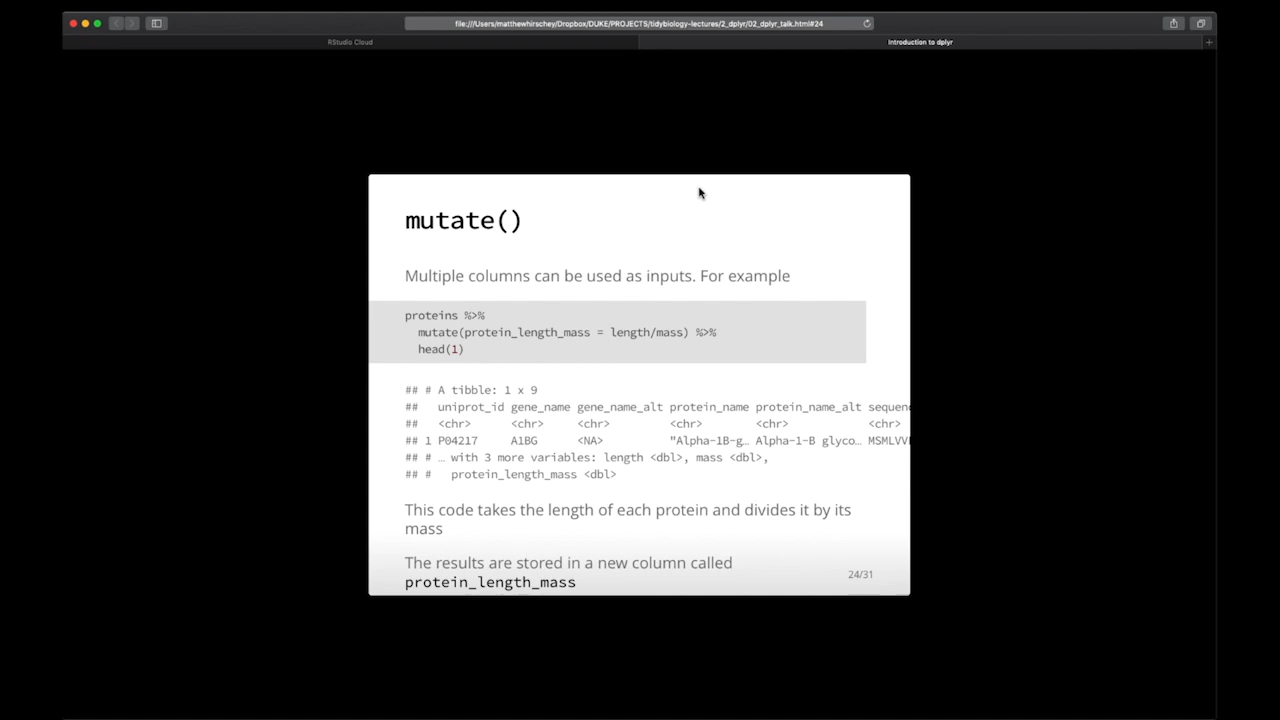 file:///Users/matthewhirschey/Dropbox/DUKE/PROJECTS/tidybiology-lectures/2_dplyr/02_dplyr_talk.html#24
RStudio Cloud
Introduction to dplyr
mutate()
Multiple columns can be used as inputs. For example
proteins %>%
mutate(protein_length_mass = length/mass) %>%
head(1)
## # A tibble: 1 x 9
## uniprot_id gene_name gene_name_alt protein_name protein_name_alt sequenc
## <chr> <chr> <chr> <chr> <chr> <chr>
## 1 P04217 A1BG <NA> "Alpha-1B-g… Alpha-1-B glyco… MSMLVV
## # … with 3 more variables: length <dbl>, mass <dbl>,
## # protein_length_mass <dbl>
This code takes the length of each protein and divides it by its
mass
The results are stored in a new column called
protein_length_mass
24/31